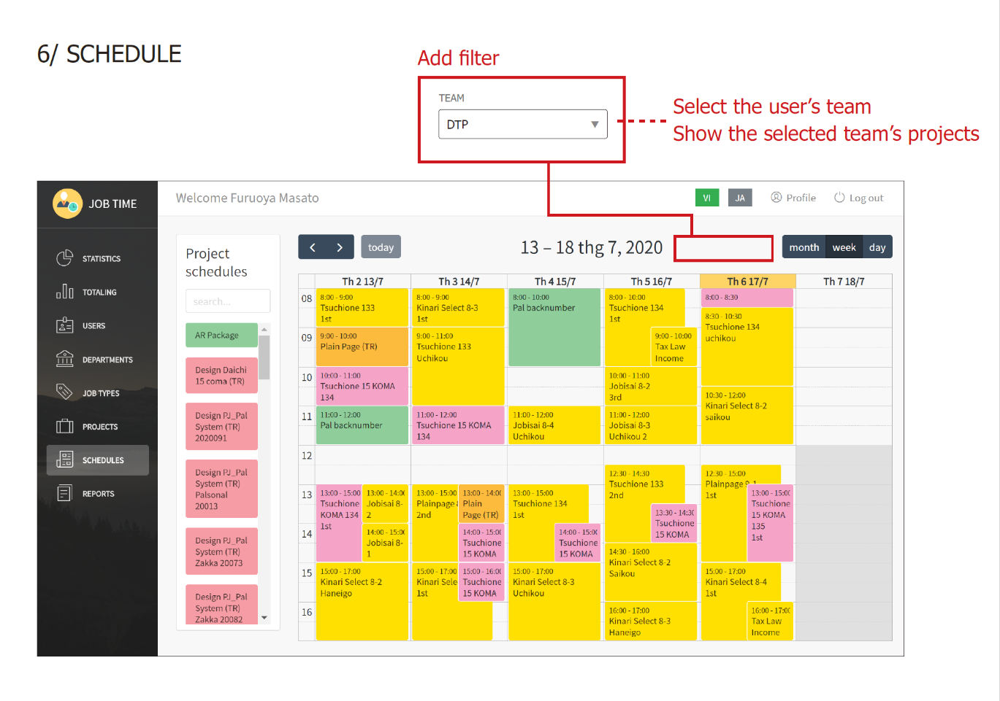 6/ SCHEDULE
Add filter
TEAM
DTP
Select the user's team
Show the selected team's projects
JOB TIME
Welcome Furuoya Masato
VI
JA
Profile
Log out
STATISTICS
TOTALING
USERS
DEPARTMENTS
JOB TYPES
PROJECTS
SCHEDULES
REPORTS
Project
schedules
search...
AR Package
Design Daichi
15 coma (TR)
Design PJ_Pal
System (TR)
2020091
Design PJ_Pal
System (TR)
Palsonal
20013
Design PJ_Pal
System (TR)
Zakka 20073
Design PJ_Pal
System (TR)
Zakka 20082
today
13 – 18 thg 7, 2020
month
week
day
Th 2 13/7
Th 3 14/7
Th 4 15/7
Th 5 16/7
Th 6 17/7
Th 7 18/7
08
09
10
11
12
13
14
15
16
8:00 - 9:00
Tsuchione 133
1st
9:00 - 10:00
Plain Page (TR)
10:00 - 11:00
Tsuchione 15 KOMA
134
11:00 - 12:00
Pal backnumber
13:00 - 15:00
Tsuchione
KOMA 134
1st
13:00 - 14:00
Jobisai 8-
2
14:00 - 15:00
Jobisai 8-
1
15:00 - 17:00
Kinari Select 8-2
Haneigo
8:00 - 9:00
Kinari Select 8-3
1st
9:00 - 11:00
Tsuchione 133
Uchikou
11:00 - 12:00
Tsuchione 15 KOMA
134
13:00 - 15:00
Plainpage
2nd
13:00 - 14:00
Plain
Page (TR)
14:00 - 15:00
Tsuchione
15 KOMA
15:00 - 17:00
Kinari Sele
1st
15:00 - 16:00
Tsuchione
15 KOMA
8:00 - 10:00
Pal backnumber
11:00 - 12:00
Jobisai 8-4
Uchikou
13:00 - 15:00
Tsuchione 134
1st
14:00 - 15:00
Tsuchione
15 KOMA
15:00 - 17:00
Kinari Select 8-3
Uchikou
8:00 - 10:00
Tsuchione 134
1st
9:00 - 10:00
Tax Law
Income
10:00 - 11:00
Jobisai 8-2
3rd
11:00 - 12:00
Jobisai 8-3
Uchikou 2
12:30 - 14:30
Tsuchione 133
2nd
13:30 - 14:30
Tsuchione
15 KOMA
14:30 - 16:00
Kinari Select 8-2
Saikou
16:00 - 17:00
Kinari Select 8-3
Haneigo
8:00 - 8:30
8:30 - 10:30
Tsuchione 134
uchikou
10:30 - 12:00
Kinari Select 8-2
saikou
12:30 - 15:00
Plainpage
1st
13:00 - 15:00
Tsuchione
15 KOMA
135
1st
15:00 - 17:00
Kinari Select 8-4
1st
16:00 - 17:00
Tax Law
Income